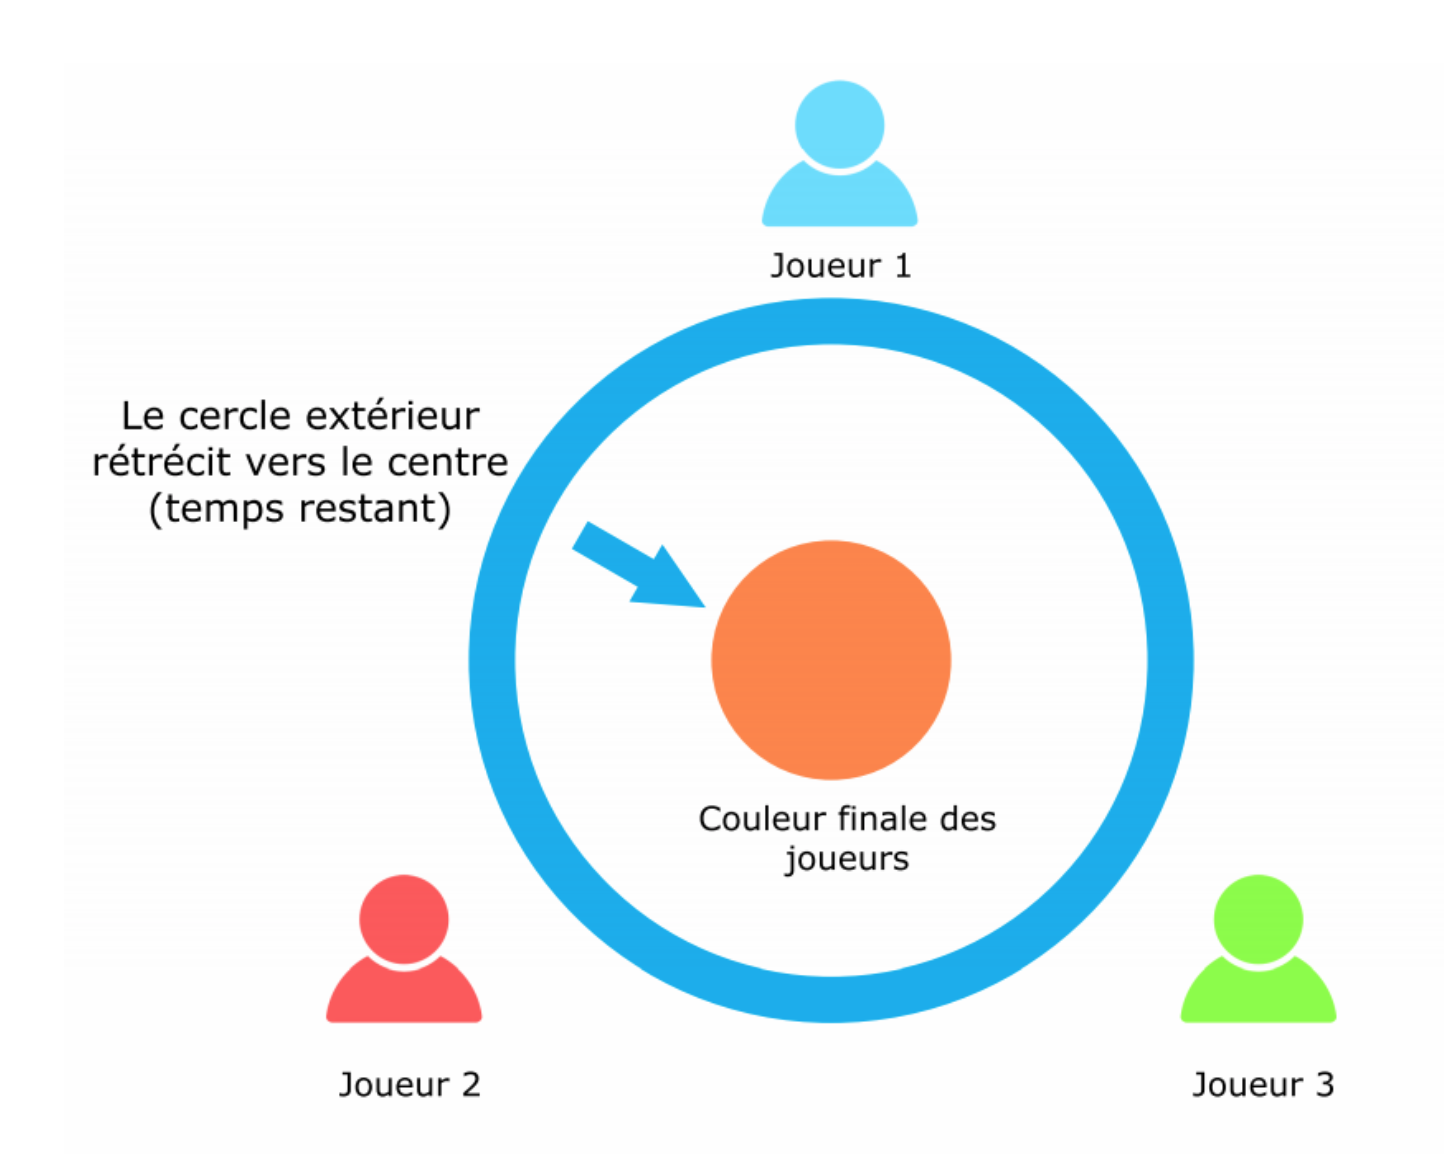 Joueur 1
Le cercle extérieur
rétrécit vers le centre
(temps restant)
Couleur finale des
joueurs
Joueur 2
Joueur 3